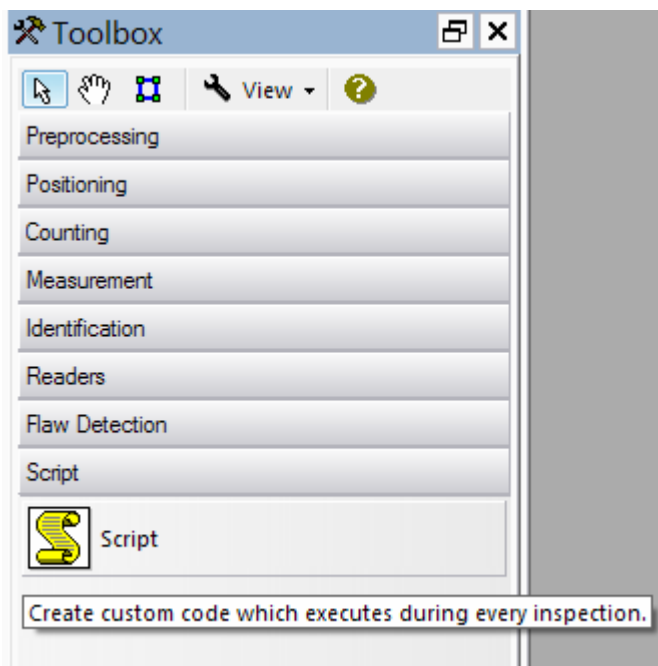 Toolbox
View
Preprocessing
Positioning
Counting
Measurement
Identification
Readers
Flaw Detection
Script
Script
Create custom code which executes during every inspection.